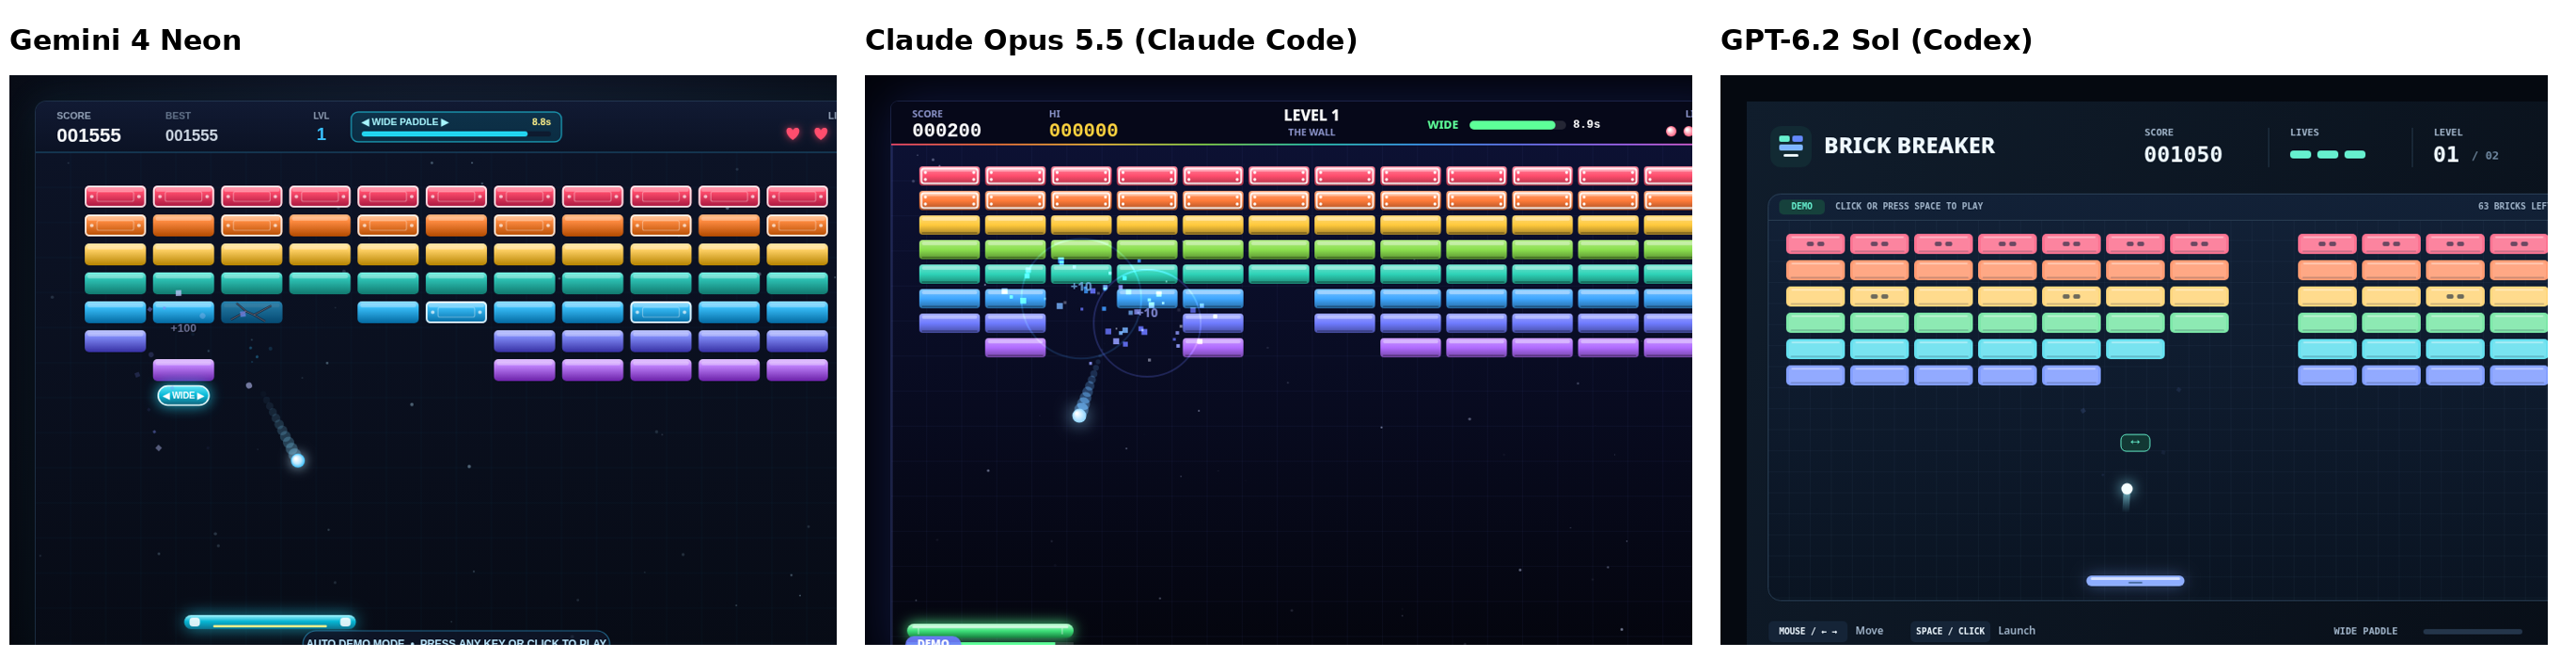 Gemini 4 Neon
SCORE
001555
BEST
001555
LVL
1
◀ WIDE PADDLE ▶
8.8s
LI
+100
◀ WIDE ▶
AUTO DEMO MODE • PRESS ANY KEY OR CLICK TO PLAY
Claude Opus 5.5 (Claude Code)
SCORE
000200
HI
000000
LEVEL 1
THE WALL
WIDE
8.9s
LI
+10
+10
DEMO
GPT-6.2 Sol (Codex)
BRICK BREAKER
SCORE
001050
LIVES
LEVEL
01 / 02
DEMO
CLICK OR PRESS SPACE TO PLAY
63 BRICKS LEF
MOUSE / ← →
Move
SPACE / CLICK
Launch
WIDE PADDLE